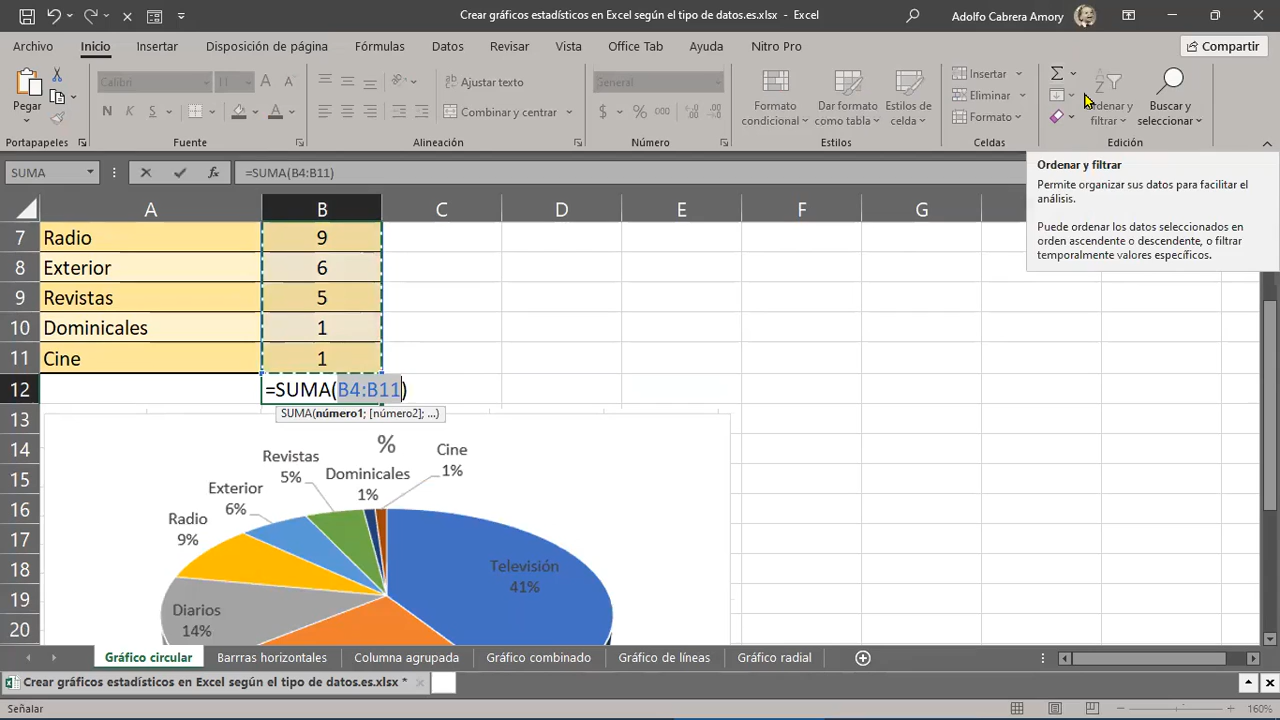 Crear gráficos estadísticos en Excel según el tipo de datos.es.xlsx - Excel
Adolfo Cabrera Amory
Archivo Inicio Insertar Disposición de página Fórmulas Datos Revisar Vista Office Tab Ayuda Nitro Pro Compartir
Pegar
Calibri 11
N K S
Ajustar texto
Combinar y centrar
General
$ % 000
Formato condicional
Dar formato como tabla
Estilos de celda
Insertar
Eliminar
Formato
Ordenar y filtrar
Buscar y seleccionar
Portapapeles Fuente Alineación Número Estilos Celdas Edición
SUMA fx =SUMA(B4:B11)
Ordenar y filtrar
Permite organizar sus datos para facilitar el
análisis.
Puede ordenar los datos seleccionados en
orden ascendente o descendente, o filtrar
temporalmente valores específicos.
A B C D E F G
7 Radio 9
8 Exterior 6
9 Revistas 5
10 Dominicales 1
11 Cine 1
12 =SUMA(B4:B11)
SUMA(número1; [número2]; ...)
13
14
15
16
17
18
19
20
%
Cine
1%
Revistas
5%
Dominicales
1%
Exterior
6%
Radio
9%
Televisión
41%
Diarios
14%
Gráfico circular Barrras horizontales Columna agrupada Gráfico combinado Gráfico de líneas Gráfico radial
Crear gráficos estadísticos en Excel según el tipo de datos.es.xlsx *
Señalar 160%